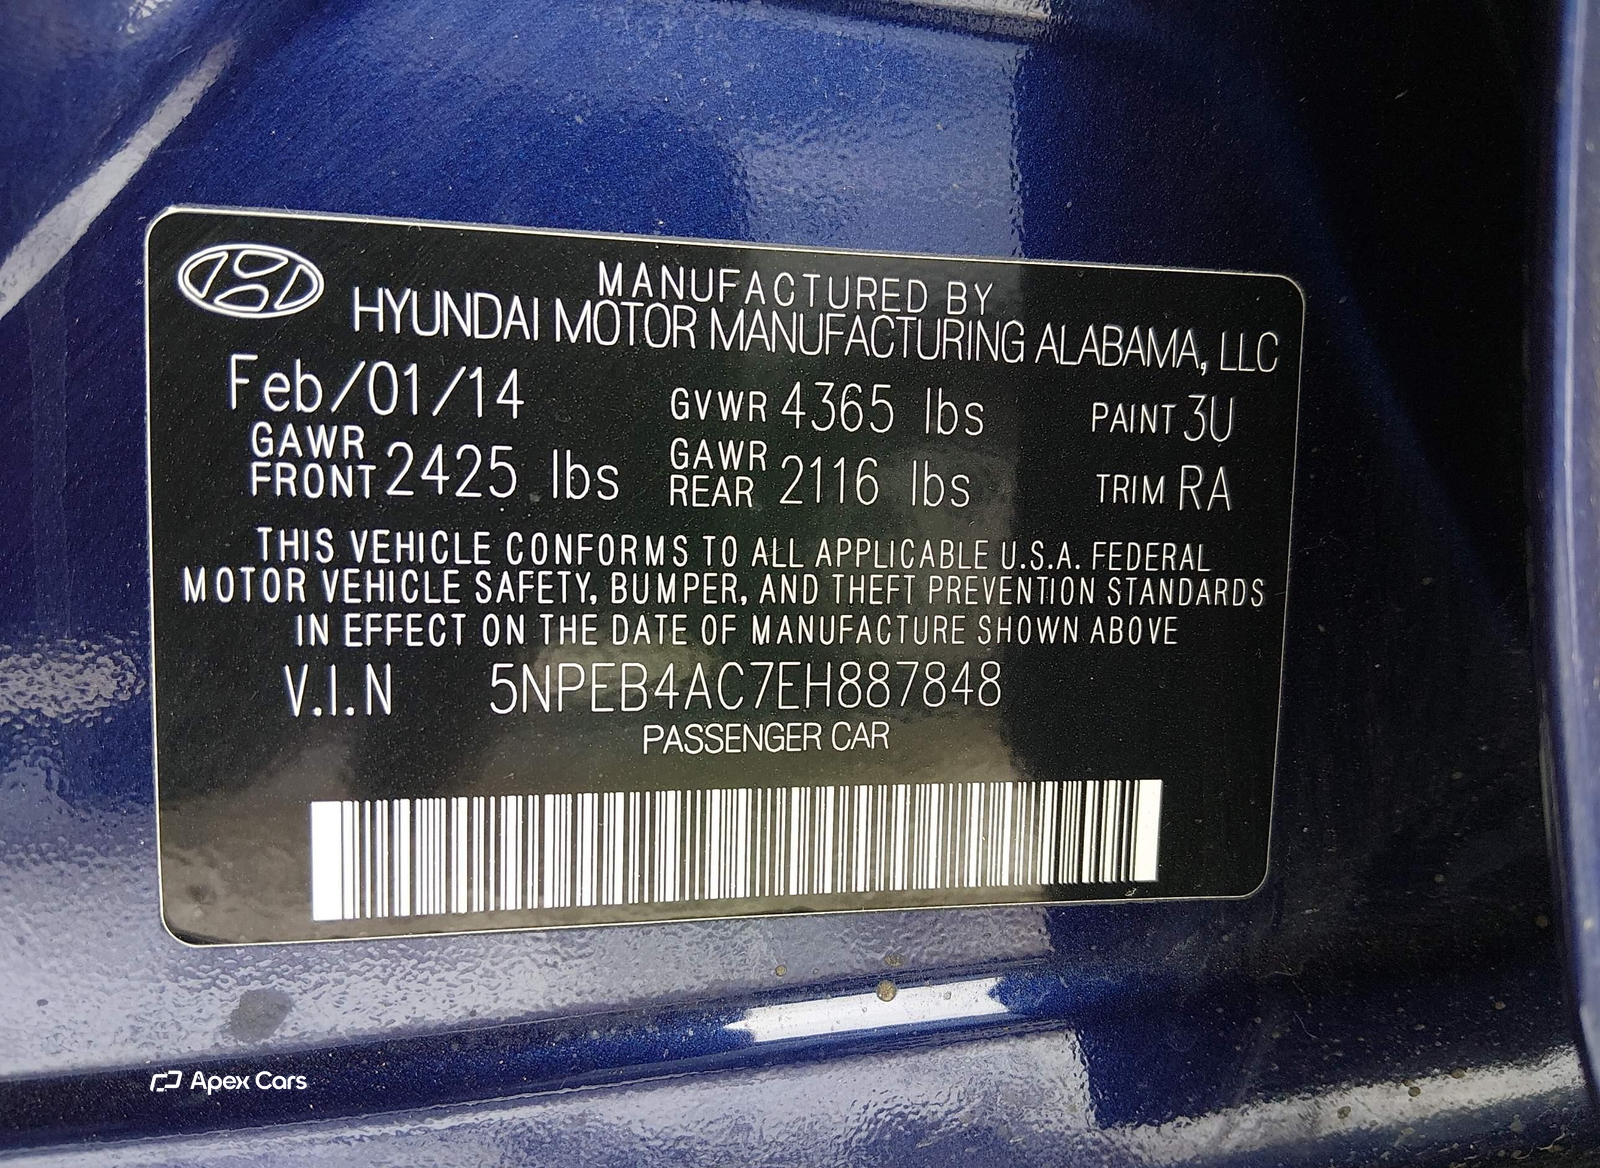 MANUFACTURED BY
HYUNDAI MOTOR MANUFACTURING ALABAMA, LLC
Feb/01/14 GVWR 4365 lbs PAINT 3U
GAWR FRONT 2425 lbs GAWR REAR 2116 lbs TRIM RA
THIS VEHICLE CONFORMS TO ALL APPLICABLE U.S.A. FEDERAL
MOTOR VEHICLE SAFETY, BUMPER, AND THEFT PREVENTION STANDARDS
IN EFFECT ON THE DATE OF MANUFACTURE SHOWN ABOVE
V.I.N 5NPEB4AC7EH887848
PASSENGER CAR
Apex Cars